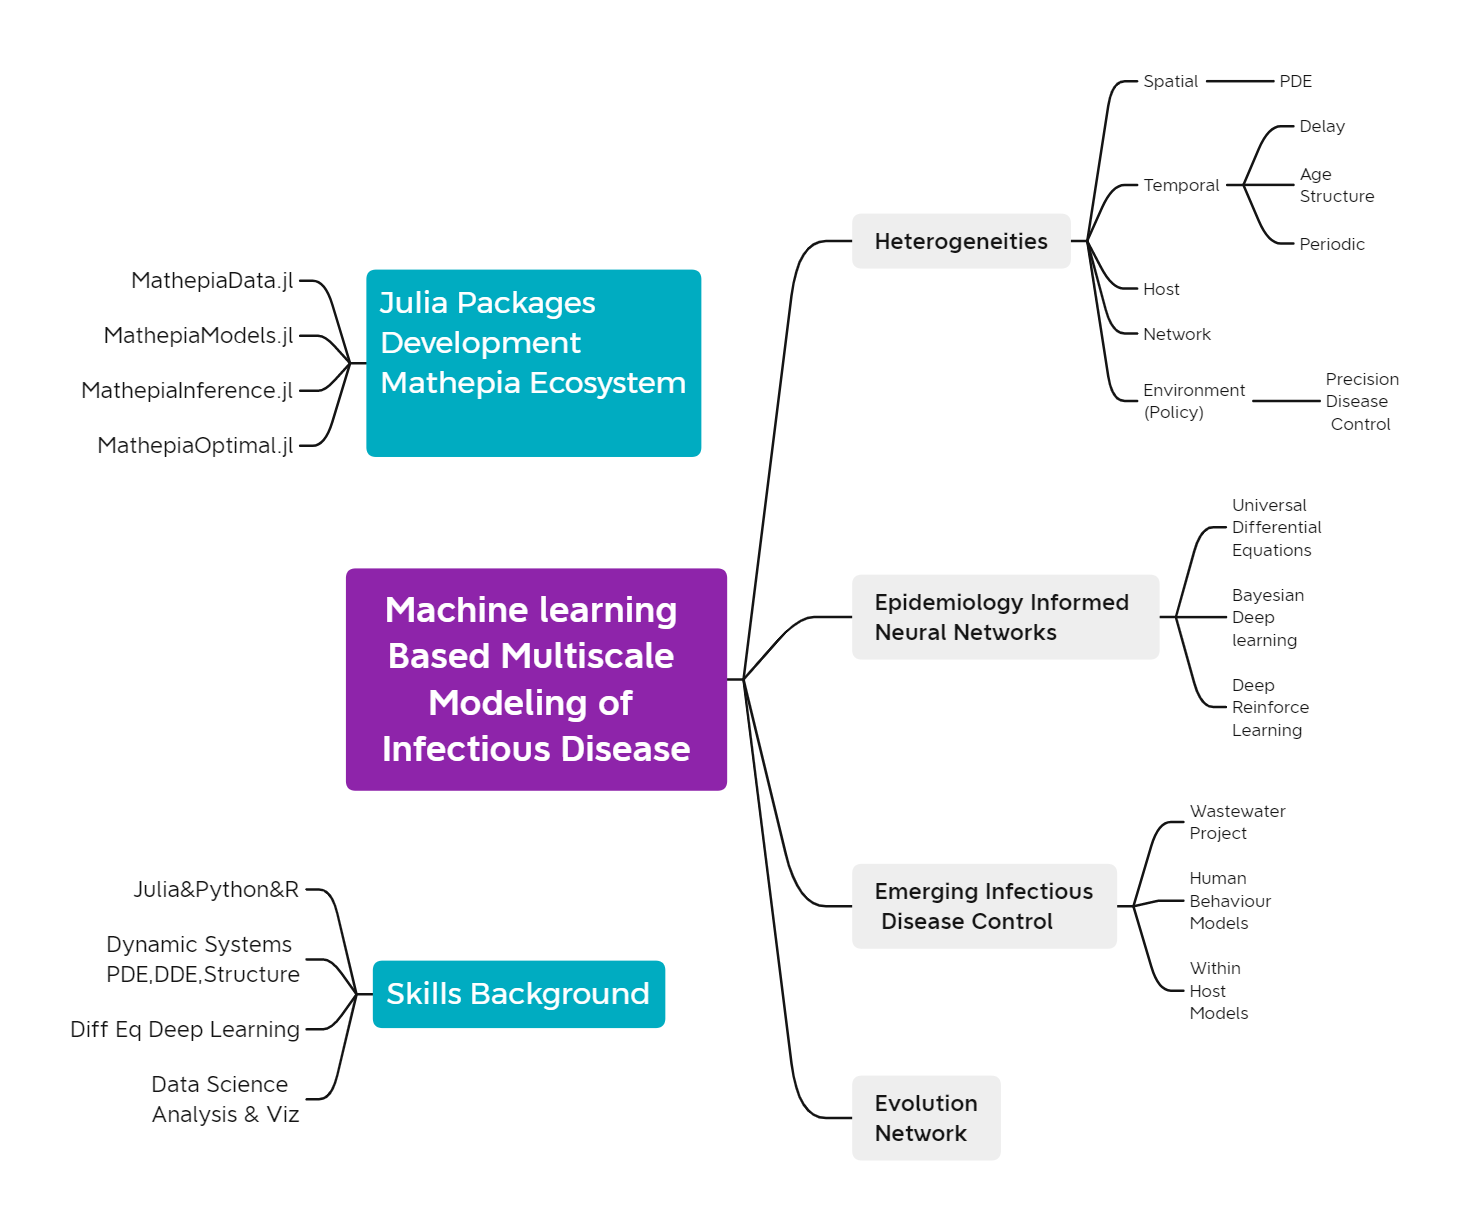 Julia Packages
Development
Mathepia Ecosystem
MathepiaData.jl
MathepiaModels.jl
MathepiaInference.jl
MathepiaOptimal.jl
Machine learning
Based Multiscale
Modeling of
Infectious Disease
Heterogeneities
Spatial
PDE
Temporal
Delay
Age
Structure
Periodic
Host
Network
Environment
(Policy)
Precision
Disease
Control
Epidemiology Informed
Neural Networks
Universal
Differential
Equations
Bayesian
Deep
learning
Deep
Reinforce
Learning
Emerging Infectious
Disease Control
Wastewater
Project
Human
Behaviour
Models
Within
Host
Models
Evolution
Network
Skills Background
Julia&Python&R
Dynamic Systems
PDE,DDE,Structure
Diff Eq Deep Learning
Data Science
Analysis & Viz